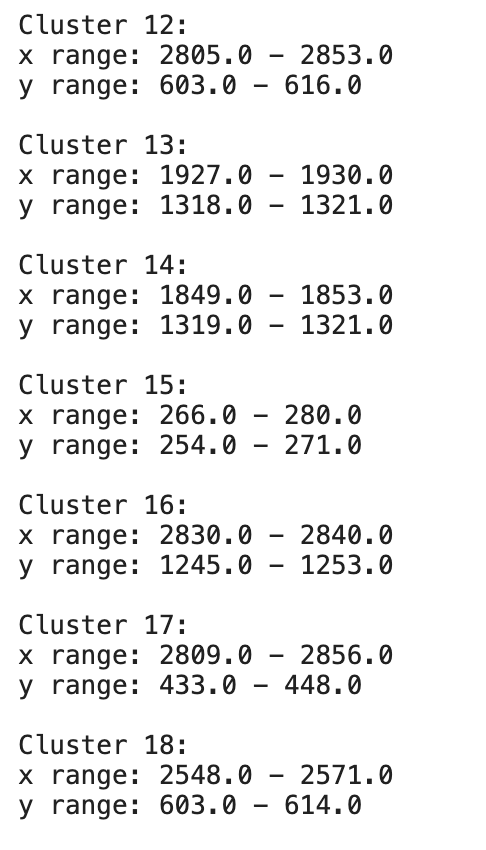 Cluster 12:
x range: 2805.0 – 2853.0
y range: 603.0 – 616.0
Cluster 13:
x range: 1927.0 – 1930.0
y range: 1318.0 – 1321.0
Cluster 14:
x range: 1849.0 – 1853.0
y range: 1319.0 – 1321.0
Cluster 15:
x range: 266.0 – 280.0
y range: 254.0 – 271.0
Cluster 16:
x range: 2830.0 – 2840.0
y range: 1245.0 – 1253.0
Cluster 17:
x range: 2809.0 – 2856.0
y range: 433.0 – 448.0
Cluster 18:
x range: 2548.0 – 2571.0
y range: 603.0 – 614.0